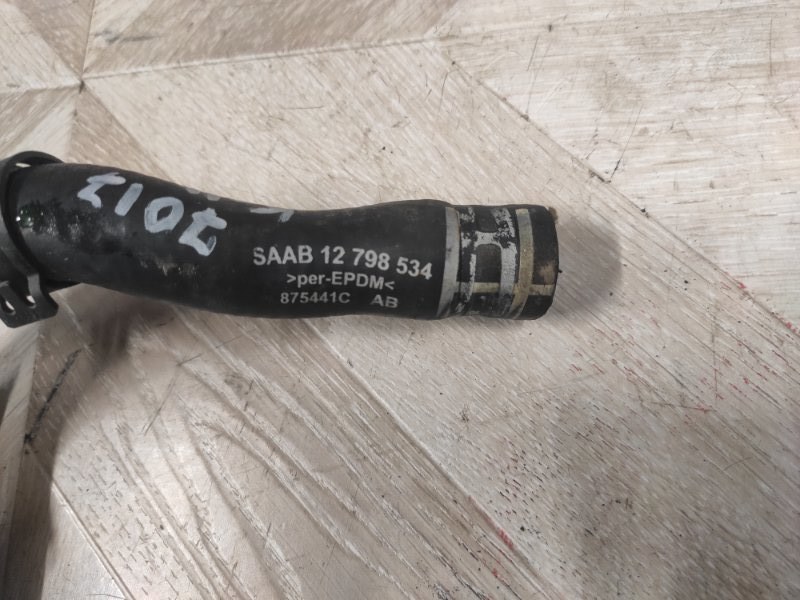 SAAB 12 798 534
>per-EPDM<
875441C AB